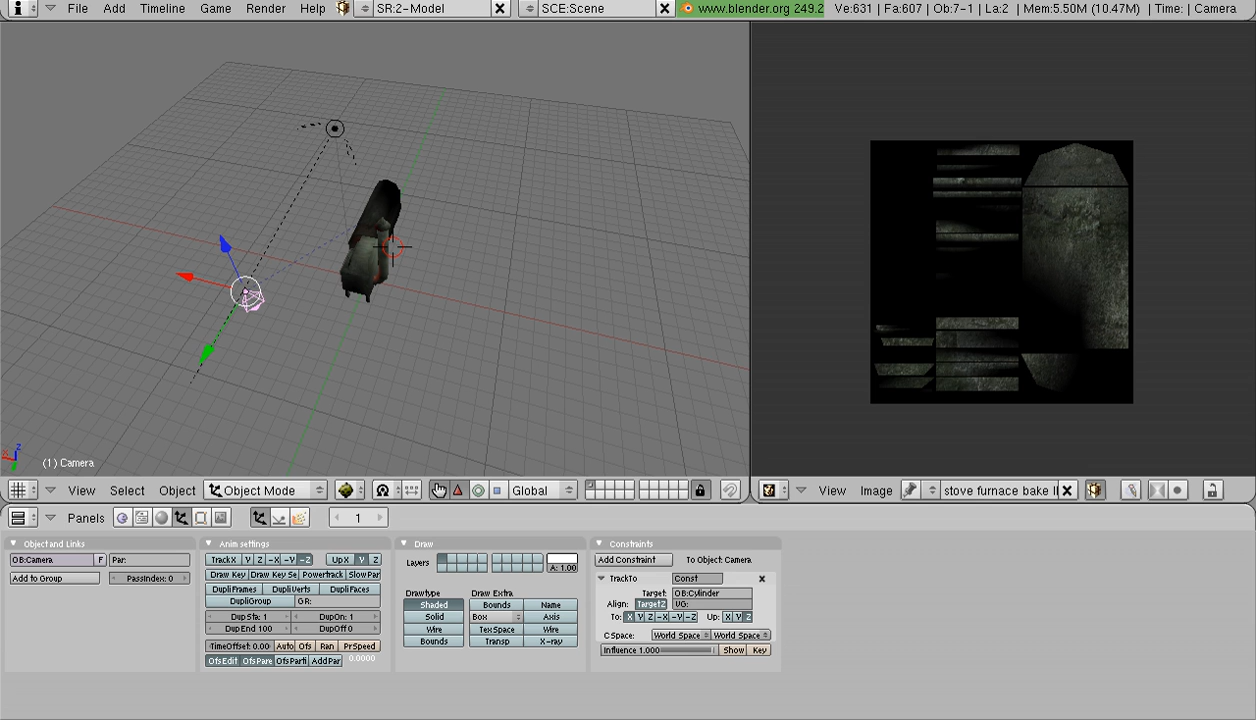 File Add Timeline Game Render Help SR:2-Model SCE:Scene www.blender.org 249.2 Ve:631 | Fa:607 | Ob:7-1 | La:2 | Mem:5.50M (10.47M) | Time: | Camera
x z
(1) Camera
View Select Object Object Mode Global
View Image stove furnace bake II
Panels 1
Object and Links
OB:Camera F Par:
Add to Group PassIndex: 0
Anim settings
TrackX Y Z -X -Y -Z UpX Y Z
Draw Key Draw Key Se Powertrack SlowPar
DupliFrames DupliVerts DupliFaces
DupliGroup GR:
DupSta: 1 DupOn: 1
DupEnd 100 DupOff 0
TimeOffset: 0.00 Auto Ofs Ran PrSpeed
OfsEdit OfsPare OfsParti AddPar 0.0000
Draw
Layers A: 1.00
Drawtype Draw Extra
Shaded Bounds Name
Solid Box Axis
Wire TexSpace Wire
Bounds Transp X-ray
Constraints
Add Constraint To Object: Camera
TrackTo Const
Target: OB:Cylinder
Align: TargetZ VG:
To: X Y Z -X -Y -Z Up: X Y Z
CSpace: World Space World Space
Influence 1.000 Show Key